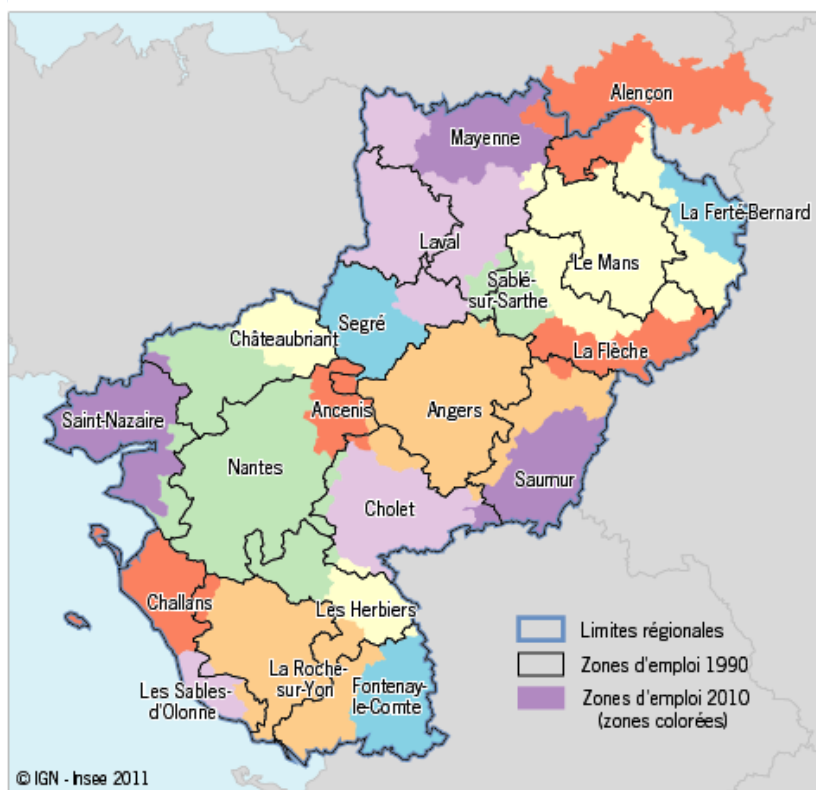 Alençon
Mayenne
La Ferté-Bernard
Laval
Le Mans
Sablé-
sur-Sarthe
Segré
Châteaubriant
La Flèche
Ancenis
Angers
Saint-Nazaire
Nantes
Saumur
Cholet
Challans
Les Herbiers
La Roche-
sur-Yon
Les Sables-
d'Olonne
Fontenay-
le-Comte
Limites régionales
Zones d'emploi 1990
Zones d'emploi 2010
(zones colorées)
© IGN - Insee 2011